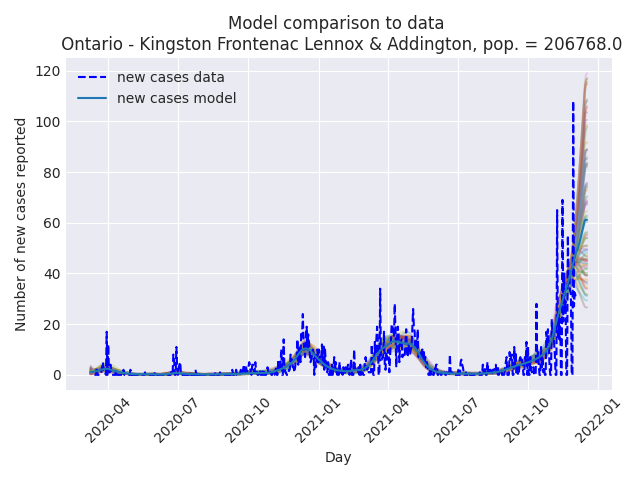 Model comparison to data
Ontario - Kingston Frontenac Lennox & Addington, pop. = 206768.0
new cases data
new cases model
Number of new cases reported
120
100
80
60
40
20
0
2020-04
2020-07
2020-10
2021-01
2021-04
2021-07
2021-10
2022-01
Day